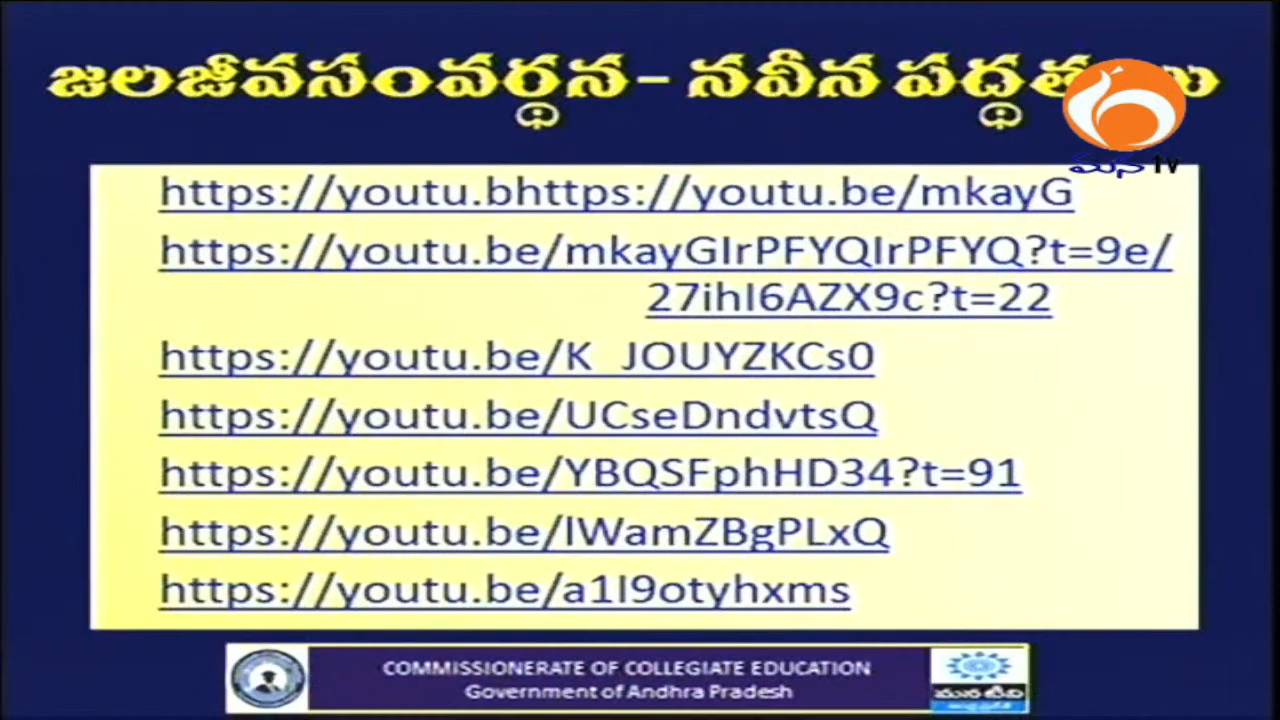 జలజీవసంవర్ధన- నవీన
మన tv
https://youtu.bhttps://youtu.be/mkayG
https://youtu.be/mkayGIrPFYQIrPFYQ?t=9e/
27ihI6AZX9c?t=22
https://youtu.be/K_JOUYZKCs0
https://youtu.be/UCseDndvtsQ
https://youtu.be/YBQSFphHD34?t=91
https://youtu.be/lWamZBgPLxQ
https://youtu.be/a1I9otyhxms
COMMISSIONERATE OF COLLEGIATE EDUCATION
Government of Andhra Pradesh